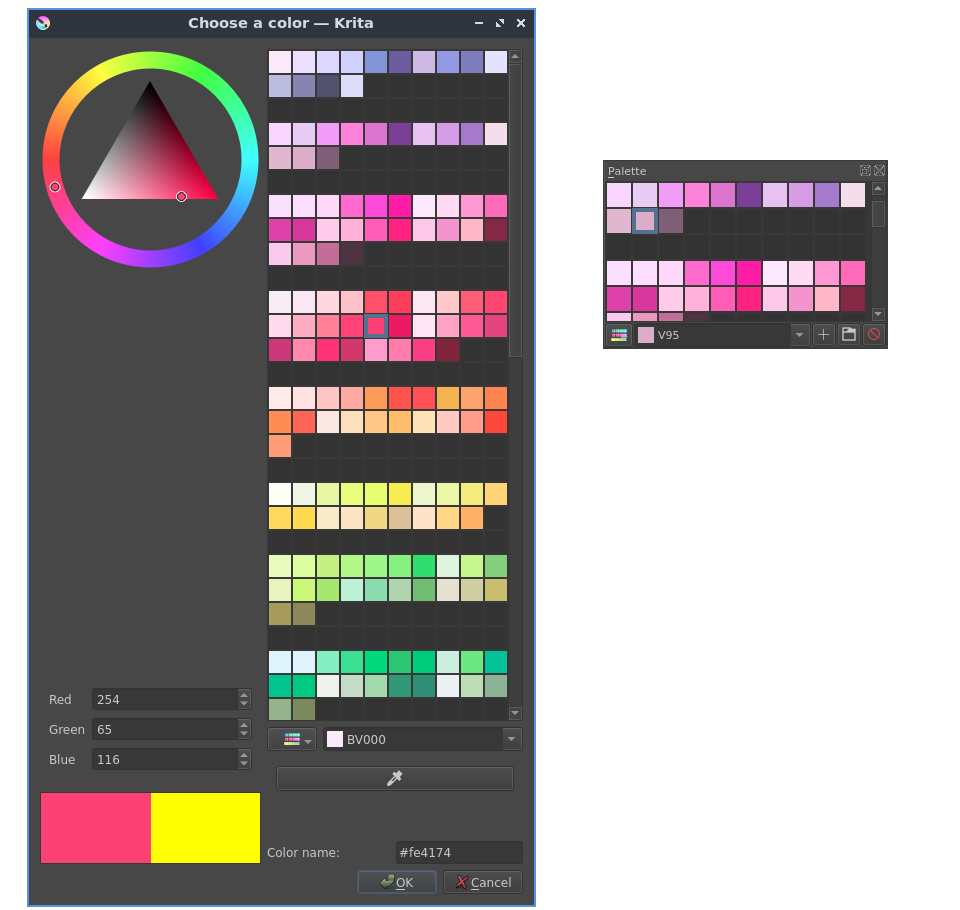 Choose a color — Krita
Red 254
Green 65
Blue 116
BV000
Color name: #fe4174
OK Cancel
Palette
V95